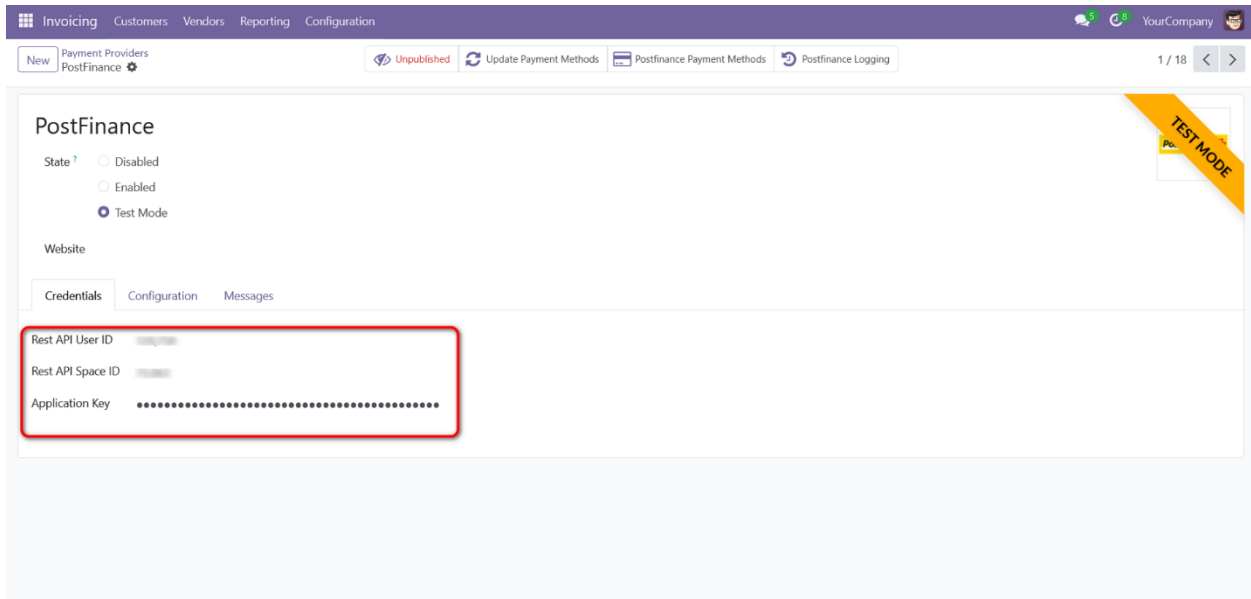 Invoicing Customers Vendors Reporting Configuration 5 8 YourCompany
New Payment Providers Unpublished Update Payment Methods Postfinance Payment Methods Postfinance Logging 1 / 18
PostFinance
PostFinance
TEST MODE
State ? Disabled
Enabled
Test Mode
Website
Credentials Configuration Messages
Rest API User ID
Rest API Space ID
Application Key ••••••••••••••••••••••••••••••••••••••••••••